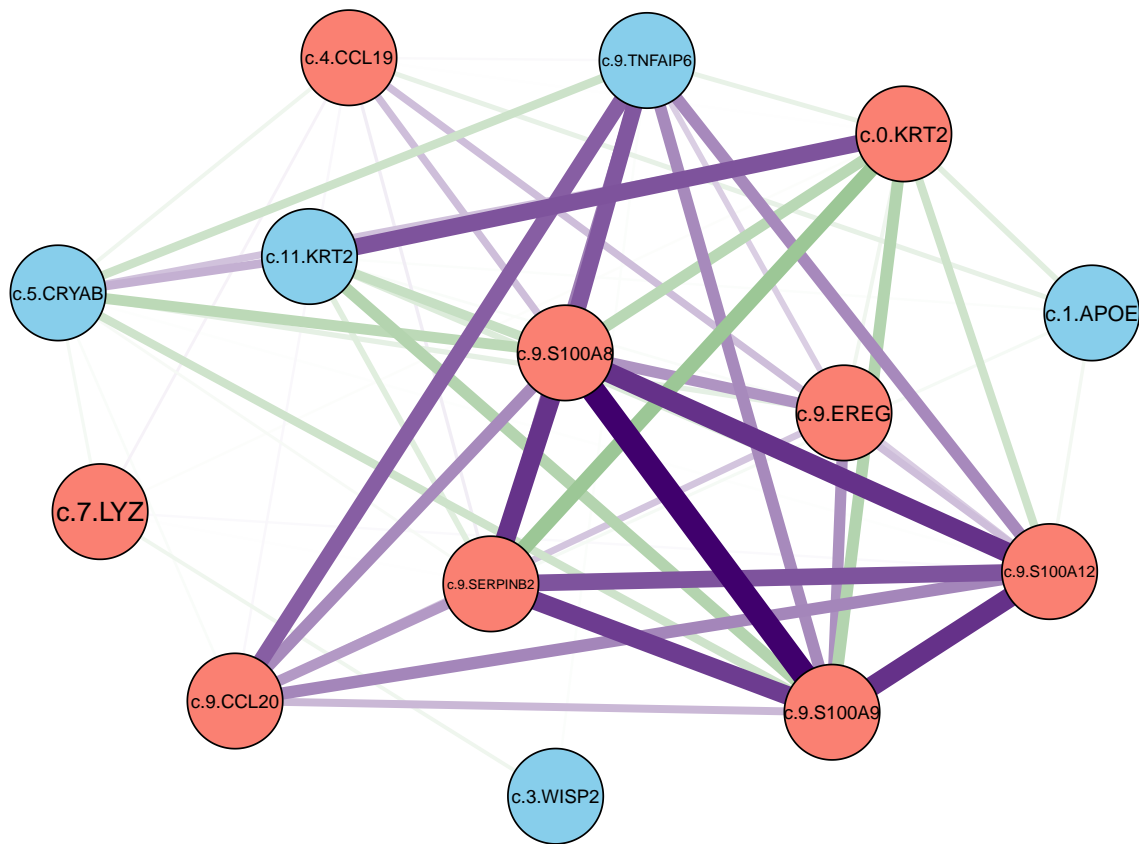 c.4.CCL19
c.9.TNFAIP6
c.0.KRT2
c.11.KRT2
c.5.CRYAB
c.1.APOE
c.9.S100A8
c.9.EREG
c.7.LYZ
c.9.S100A12
c.9.SERPINB2
c.9.CCL20
c.9.S100A9
c.3.WISP2